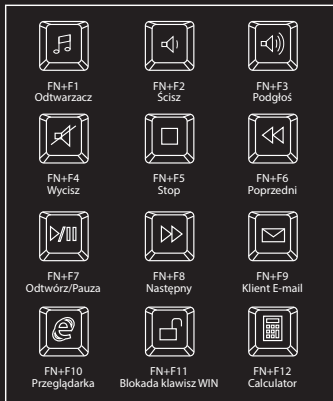 FN+F1 FN+F2 FN+F3
Odtwarzacz Ścisz Podgłoś
FN+F4 FN+F5 FN+F6
Wycisz Stop Poprzedni
FN+F7 FN+F8 FN+F9
Odtwórz/Pauza Następny Klient E-mail
FN+F10 FN+F11 FN+F12
Przeglądarka Blokada klawisz WIN Calculator